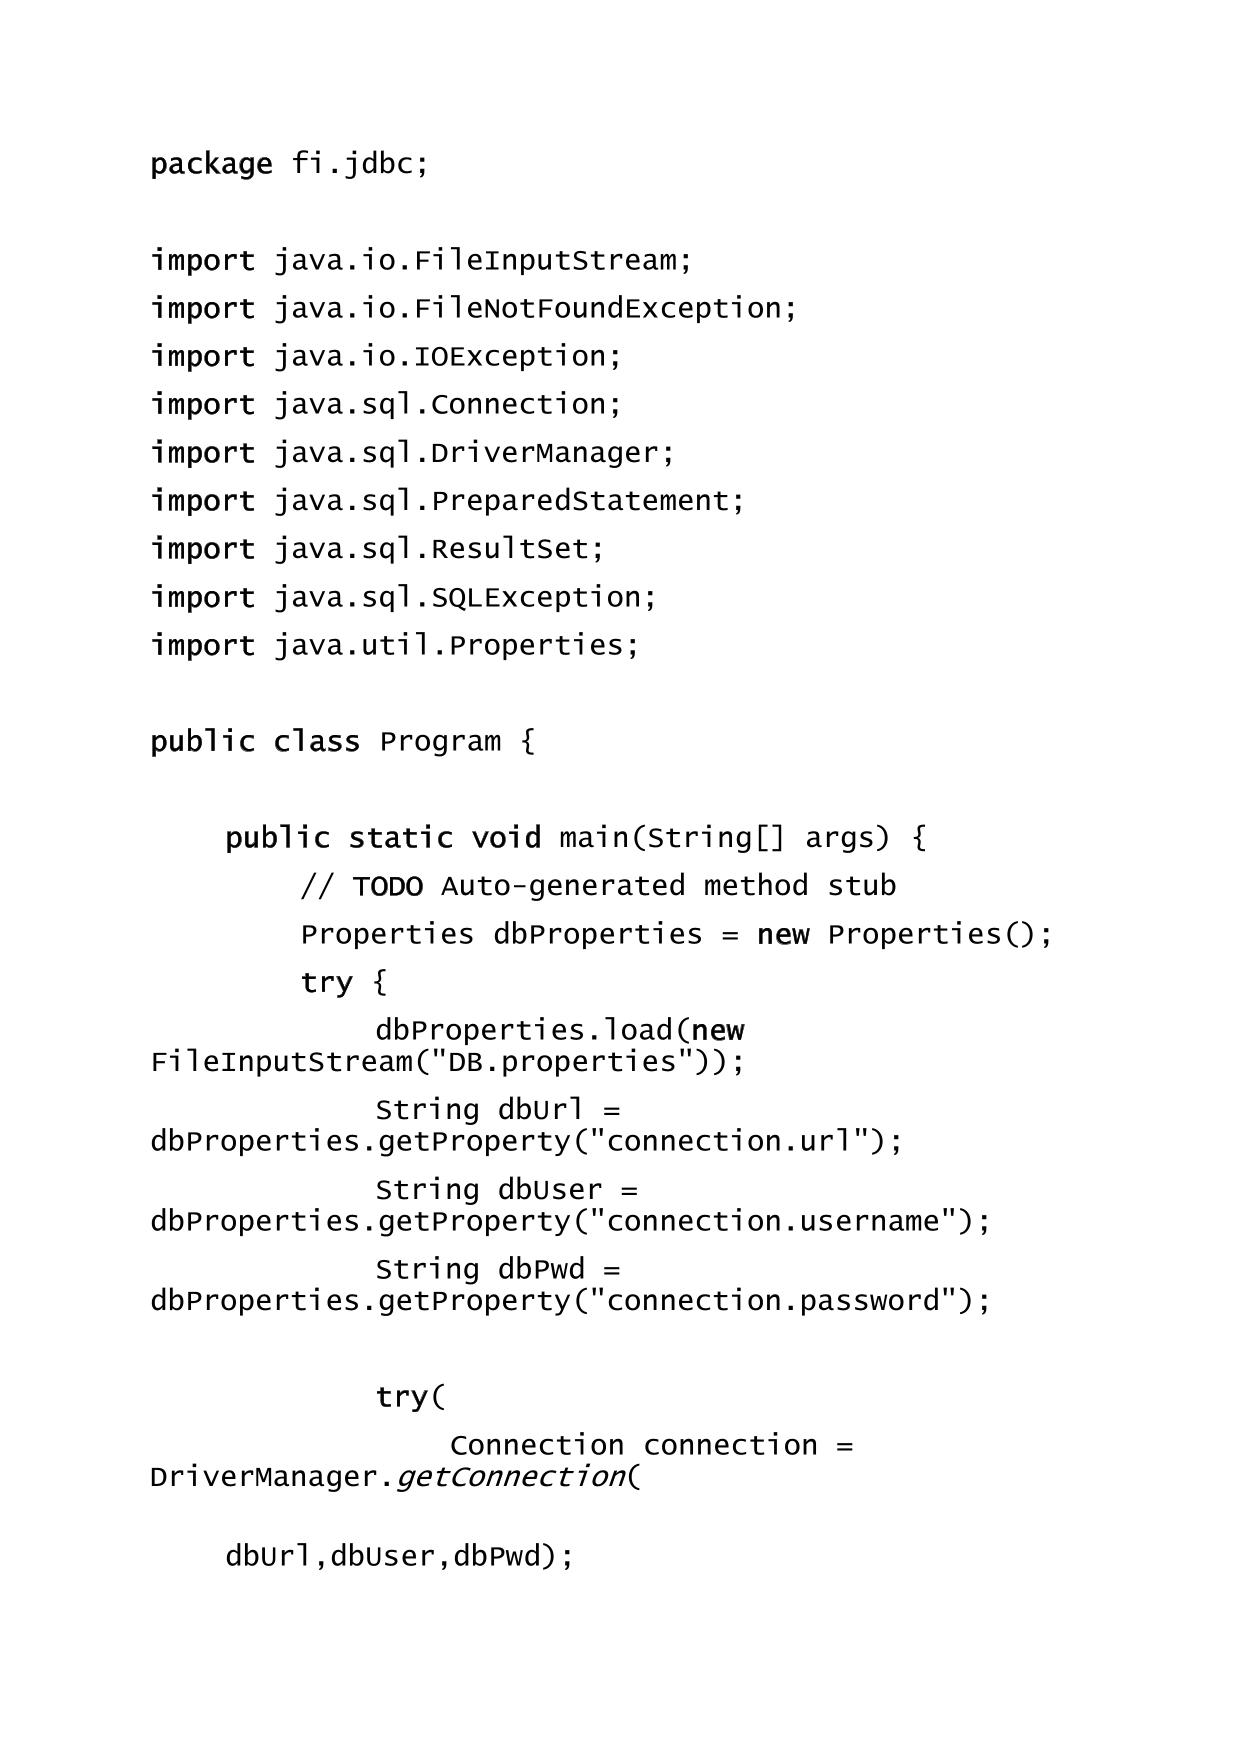 package fi.jdbc;
import java.io.FileInputStream;
import java.io.FileNotFoundException;
import java.io.IOException;
import java.sql.Connection;
import java.sql.DriverManager;
import java.sql.PreparedStatement;
import java.sql.ResultSet;
import java.sql.SQLException;
import java.util.Properties;
public class Program {
public static void main(String[] args) {
// TODO Auto-generated method stub
Properties dbProperties = new Properties();
try {
dbProperties.load(new
FileInputStream("DB.properties"));
String dbUrl =
dbProperties.getProperty("connection.url");
String dbUser =
dbProperties.getProperty("connection.username");
String dbPwd =
dbProperties.getProperty("connection.password");
try(
Connection connection =
DriverManager.getConnection(
dbUrl,dbUser,dbPwd);